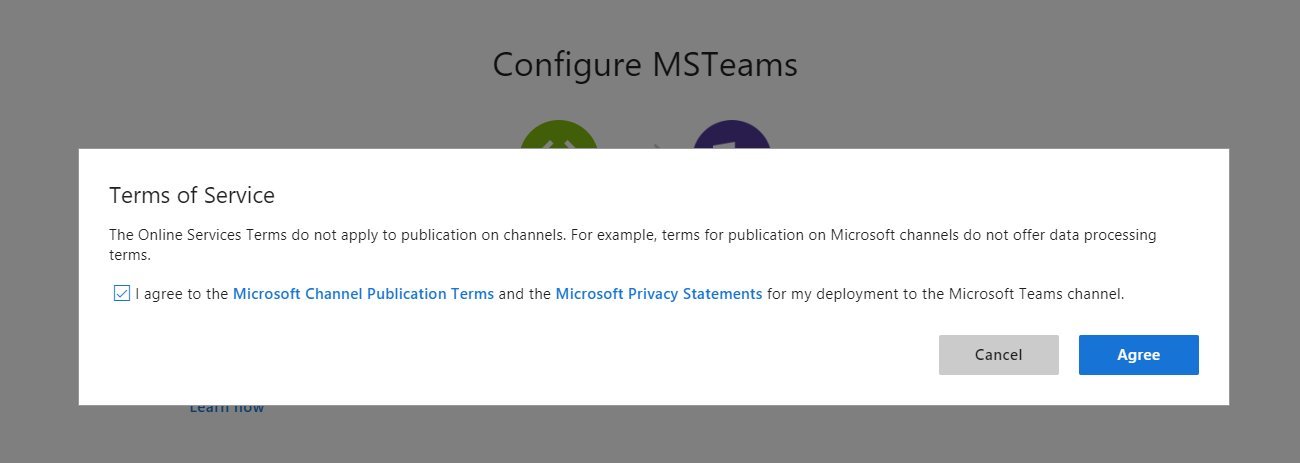 Configure MSTeams
Terms of Service
The Online Services Terms do not apply to publication on channels. For example, terms for publication on Microsoft channels do not offer data processing
terms.
I agree to the Microsoft Channel Publication Terms and the Microsoft Privacy Statements for my deployment to the Microsoft Teams channel.
Cancel
Agree
Learn how